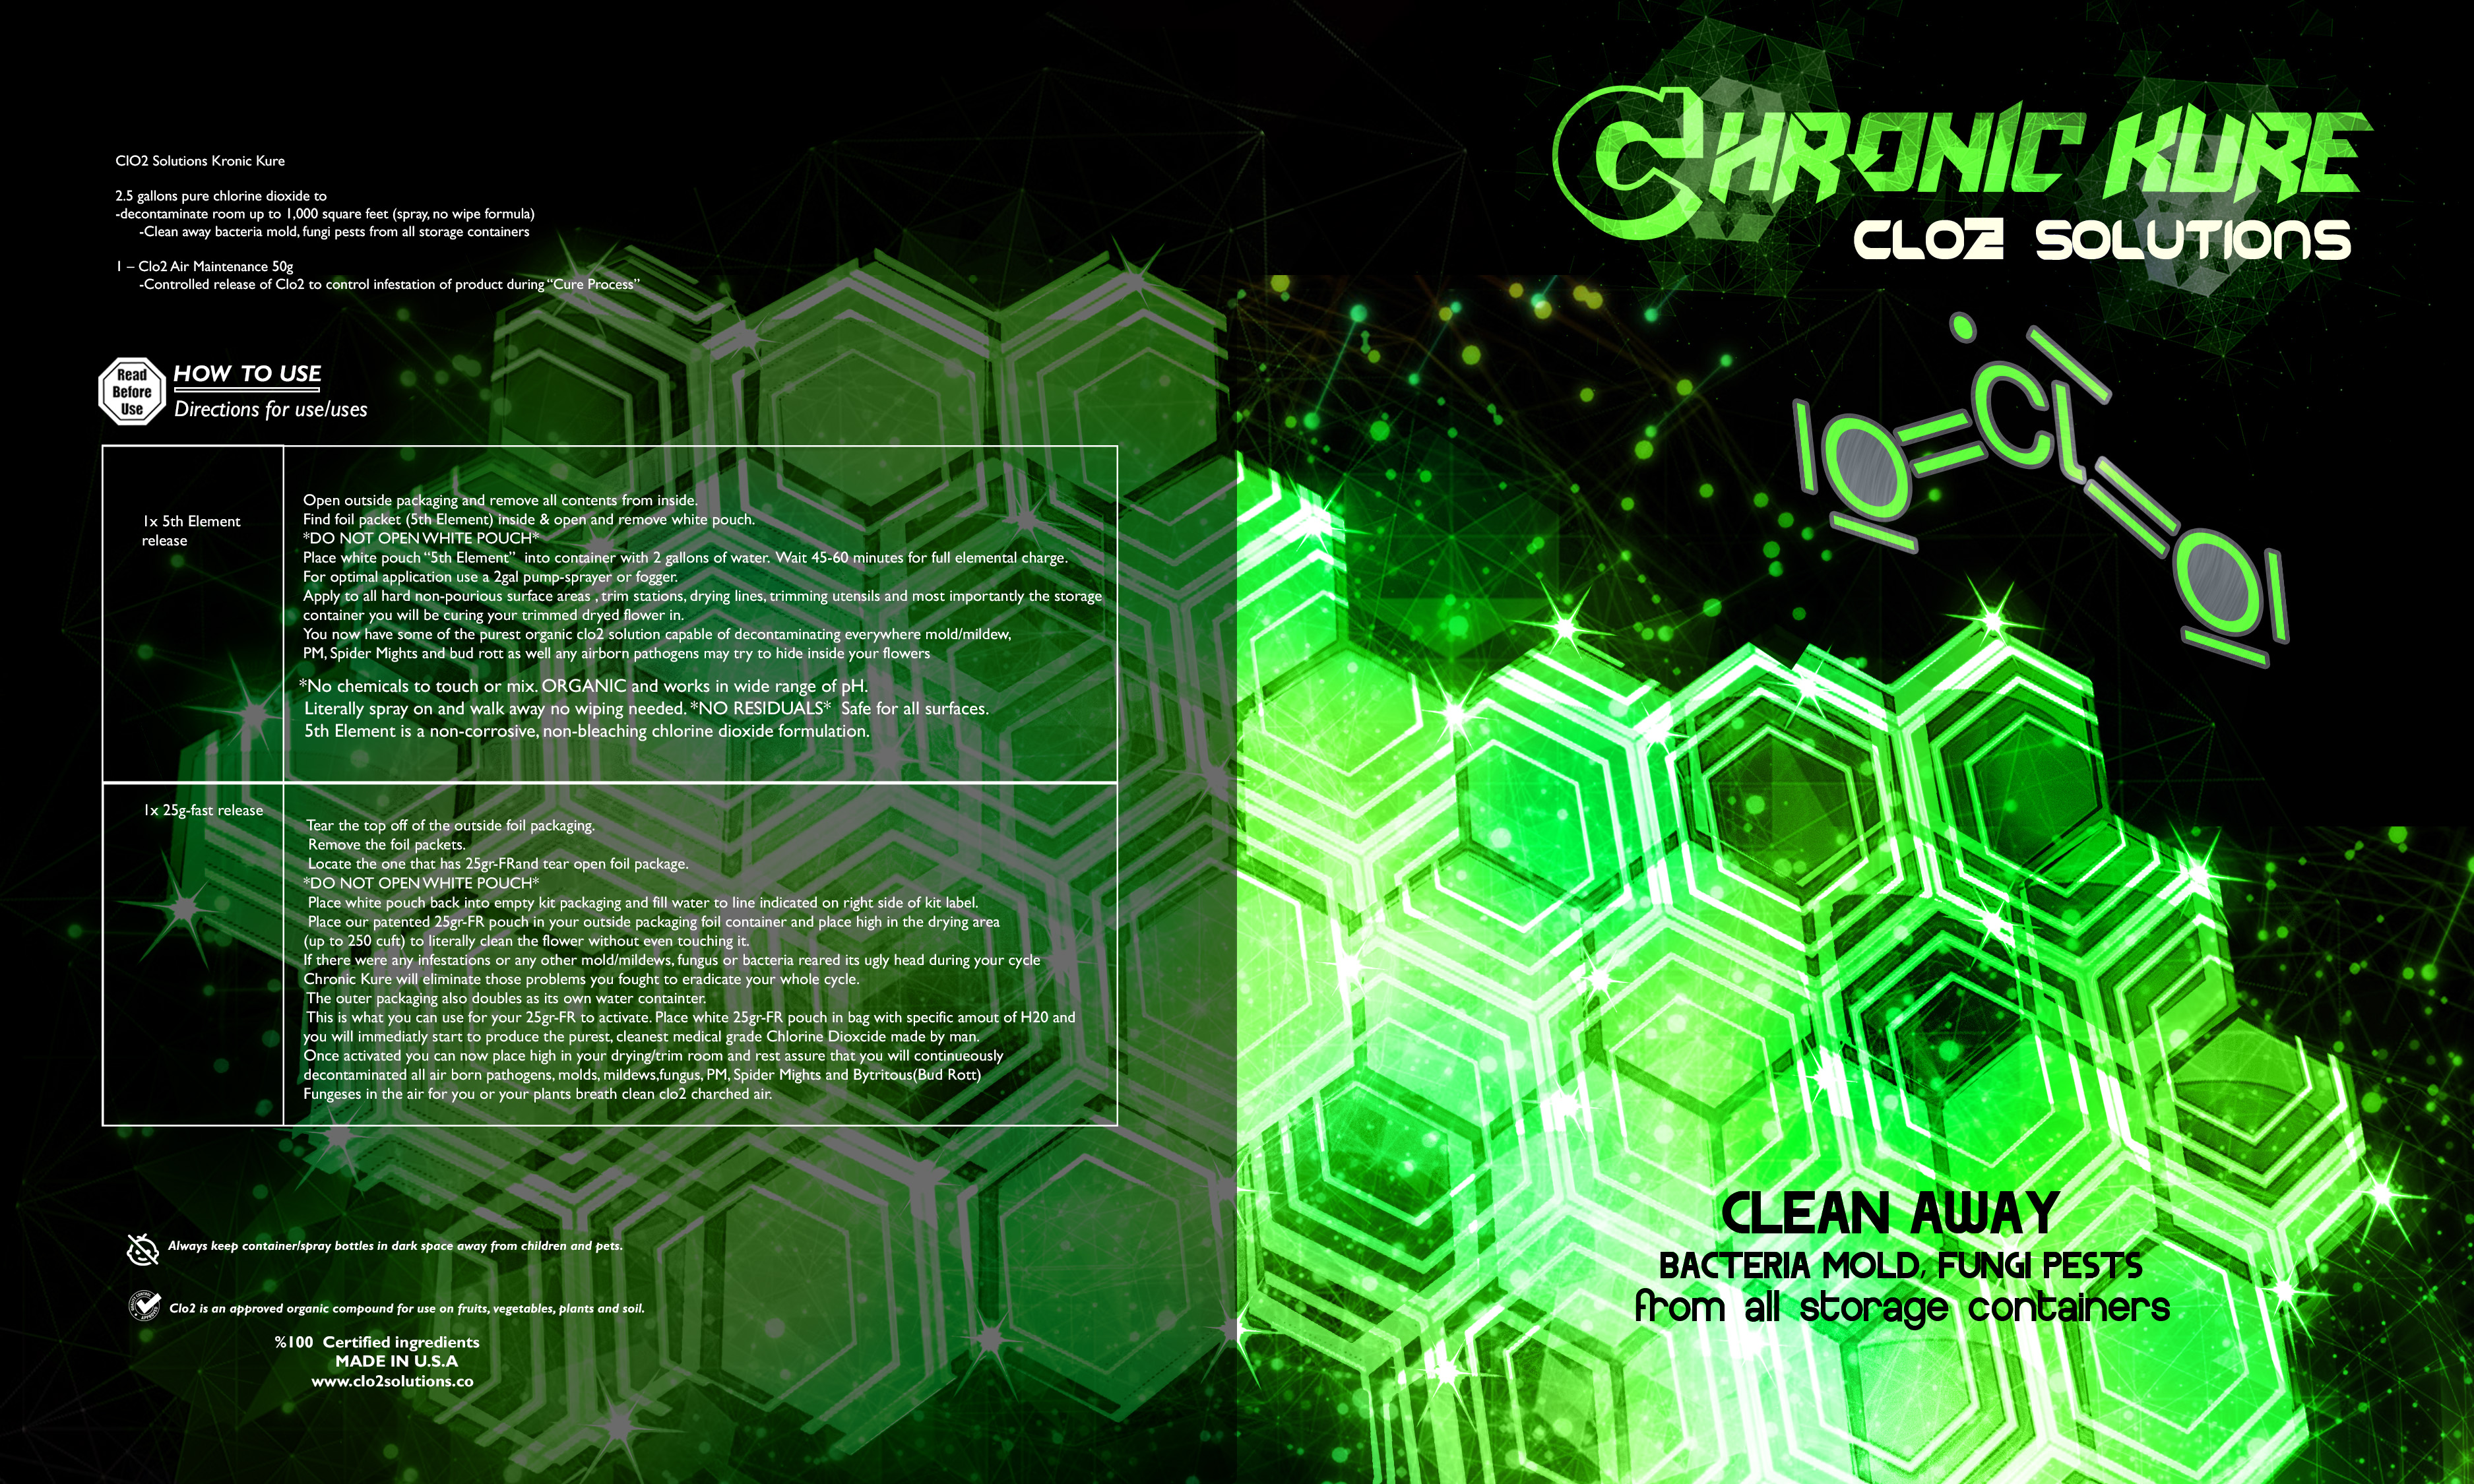 ClO2 Solutions Kronic Kure
2.5 gallons pure chlorine dioxide to
-decontaminate room up to 1,000 square feet (spray, no wipe formula)
-Clean away bacteria mold, fungi pests from all storage containers
1 – Clo2 Air Maintenance 50g
-Controlled release of Clo2 to control infestation of product during “Cure Process”
Read
Before
Use
HOW TO USE
Directions for use/uses
1x 5th Element
release
Open outside packaging and remove all contents from inside.
Find foil packet (5th Element) inside & open and remove white pouch.
*DO NOT OPEN WHITE POUCH*
Place white pouch “5th Element” into container with 2 gallons of water. Wait 45-60 minutes for full elemental charge.
For optimal application use a 2gal pump-sprayer or fogger.
Apply to all hard non-pourious surface areas , trim stations, drying lines, trimming utensils and most importantly the storage
container you will be curing your trimmed dryed flower in.
You now have some of the purest organic clo2 solution capable of decontaminating everywhere mold/mildew,
PM, Spider Mights and bud rott as well any airborn pathogens may try to hide inside your flowers
*No chemicals to touch or mix. ORGANIC and works in wide range of pH.
Literally spray on and walk away no wiping needed. *NO RESIDUALS* Safe for all surfaces.
5th Element is a non-corrosive, non-bleaching chlorine dioxide formulation.
1x 25g-fast release
Tear the top off of the outside foil packaging.
Remove the foil packets.
Locate the one that has 25gr-FRand tear open foil package.
*DO NOT OPEN WHITE POUCH*
Place white pouch back into empty kit packaging and fill water to line indicated on right side of kit label.
Place our patented 25gr-FR pouch in your outside packaging foil container and place high in the drying area
(up to 250 cuft) to literally clean the flower without even touching it.
If there were any infestations or any other mold/mildews, fungus or bacteria reared its ugly head during your cycle
Chronic Kure will eliminate those problems you fought to eradicate your whole cycle.
The outer packaging also doubles as its own water containter.
This is what you can use for your 25gr-FR to activate. Place white 25gr-FR pouch in bag with specific amout of H20 and
you will immediatly start to produce the purest, cleanest medical grade Chlorine Dioxcide made by man.
Once activated you can now place high in your drying/trim room and rest assure that you will continueously
decontaminated all air born pathogens, molds, mildews,fungus, PM, Spider Mights and Bytritous(Bud Rott)
Fungeses in the air for you or your plants breath clean clo2 charched air.
Always keep container/spray bottles in dark space away from children and pets.
Clo2 is an approved organic compound for use on fruits, vegetables, plants and soil.
%100 Certified ingredients
MADE IN U.S.A
www.clo2solutions.co
CHRONIC KURE
CLO2 SOLUTIONS
O=Cl=O
CLEAN AWAY
BACTERIA MOLD, FUNGI PESTS
from all storage containers